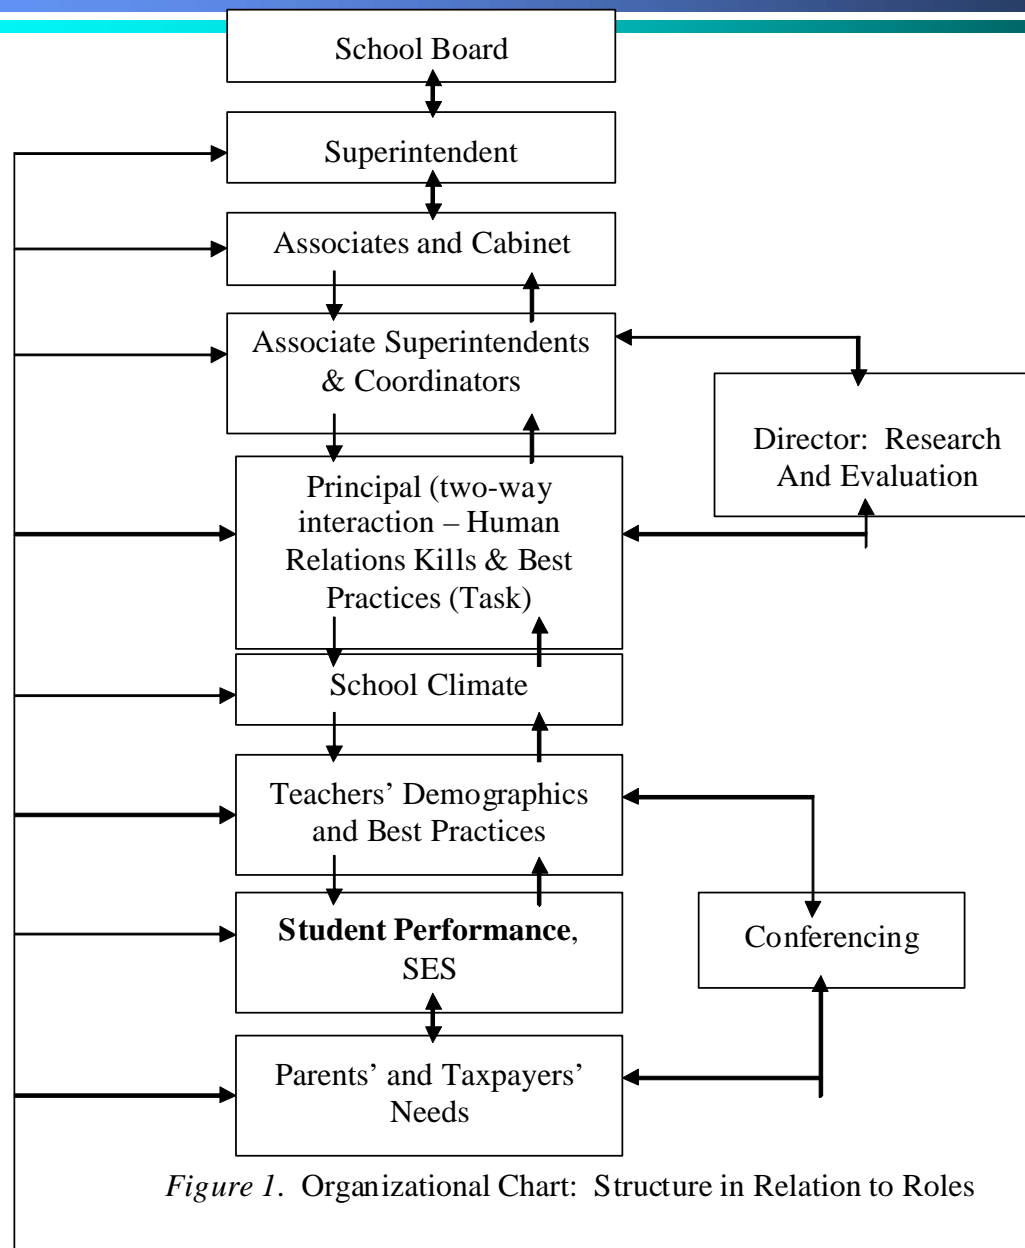 School Board
Superintendent
Associates and Cabinet
Associate Superintendents
& Coordinators
Director:  Research
And Evaluation
Principal (two-way
interaction – Human
Relations Kills & Best
Practices (Task)
School Climate
Teachers’ Demographics
and Best Practices
Student Performance,
SES
Conferencing
Parents’ and Taxpayers’
Needs
Figure 1.  Organizational Chart:  Structure in Relation to Roles